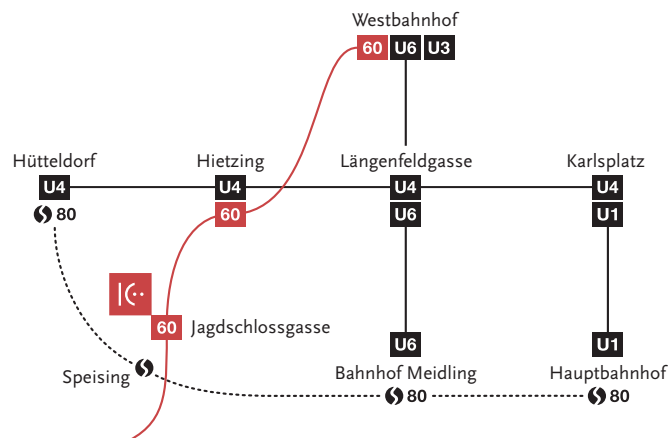 Westbahnhof
60 U6 U3
Hütteldorf Hietzing Längenfeldgasse Karlsplatz
U4 U4 U4 U4
80 60 U6 U1
60 Jagdschlossgasse
U6 U1
Speising Bahnhof Meidling Hauptbahnhof
80 80